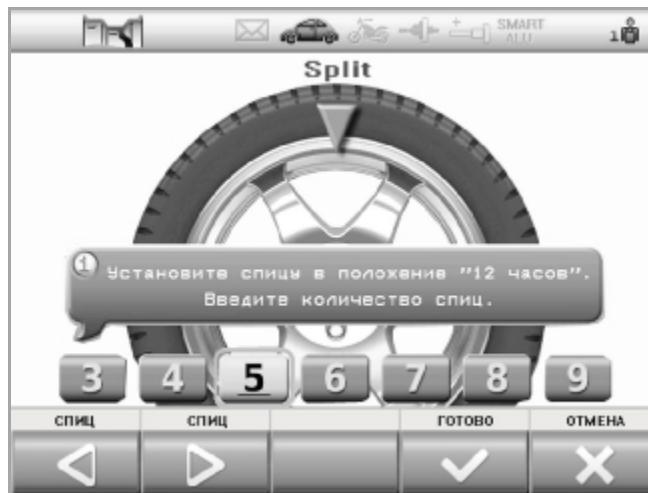 SMART
ALU
1
Split
i
Установите спицу в положение "12 часов".
Введите количество спиц.
3 4 5 6 7 8 9
СПИЦ СПИЦ ГОТОВО ОТМЕНА